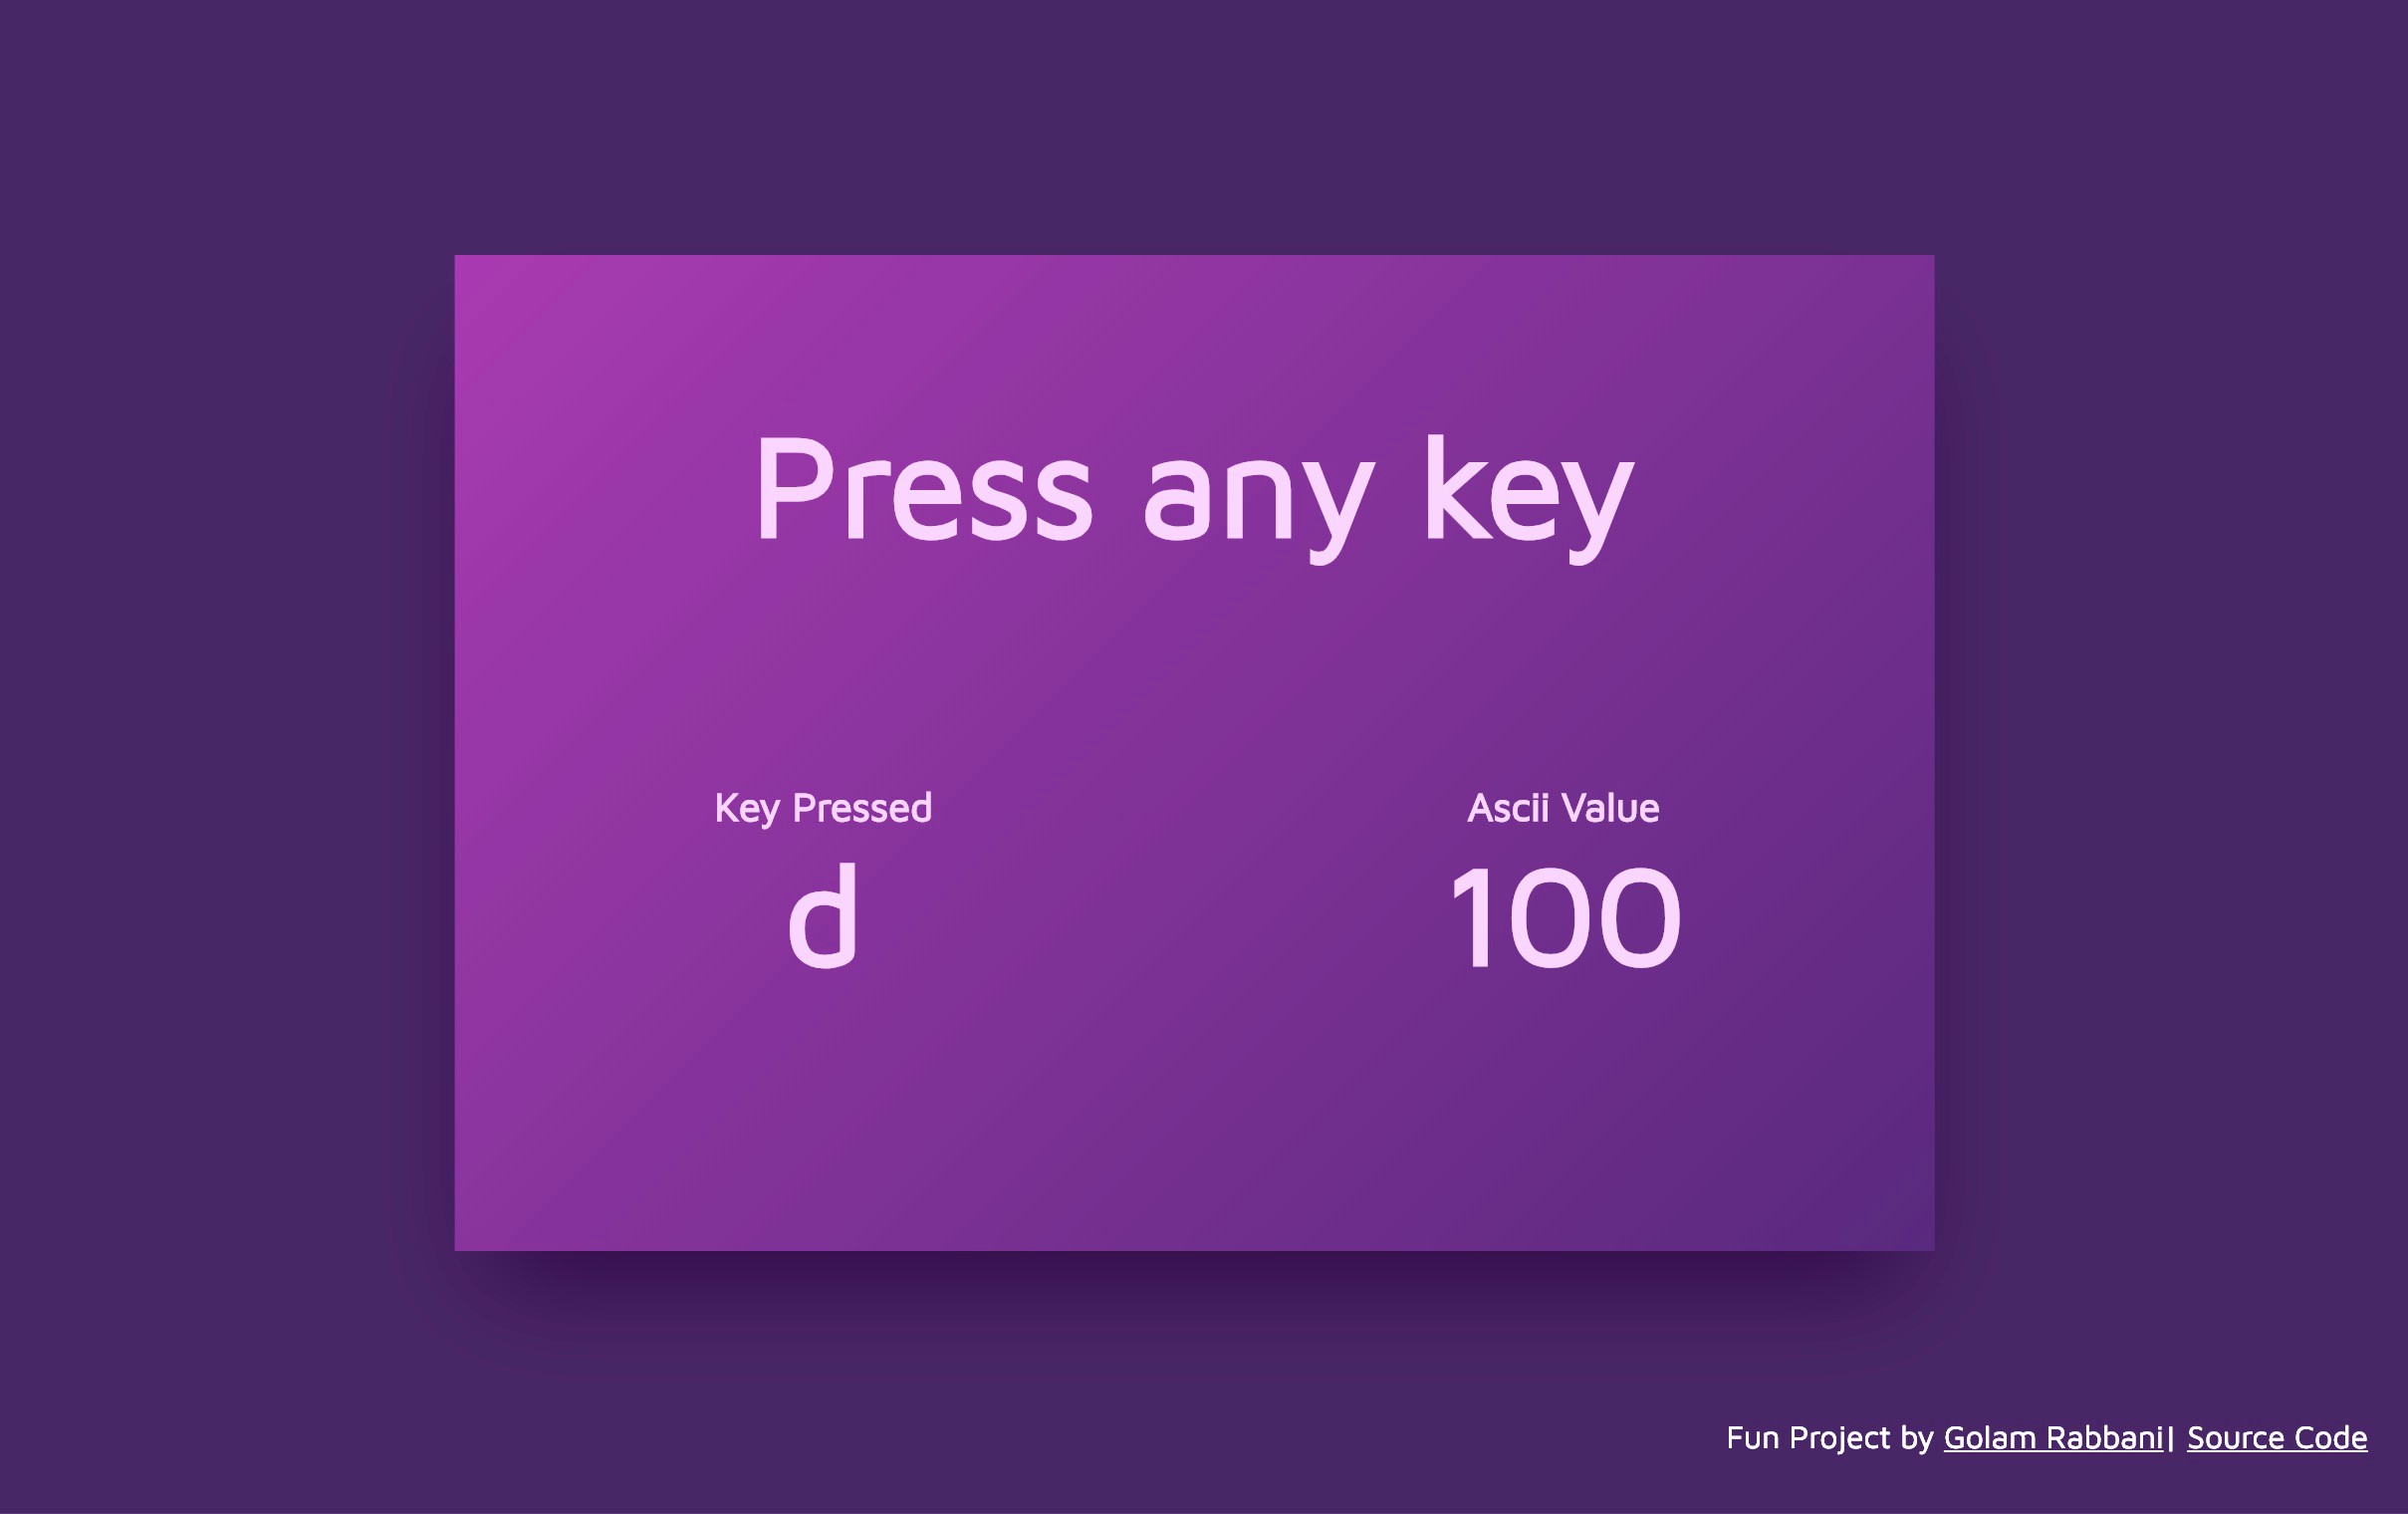 Press any key
Key Pressed
Ascii Value
d
100
Fun Project by Golam Rabbani| Source Code